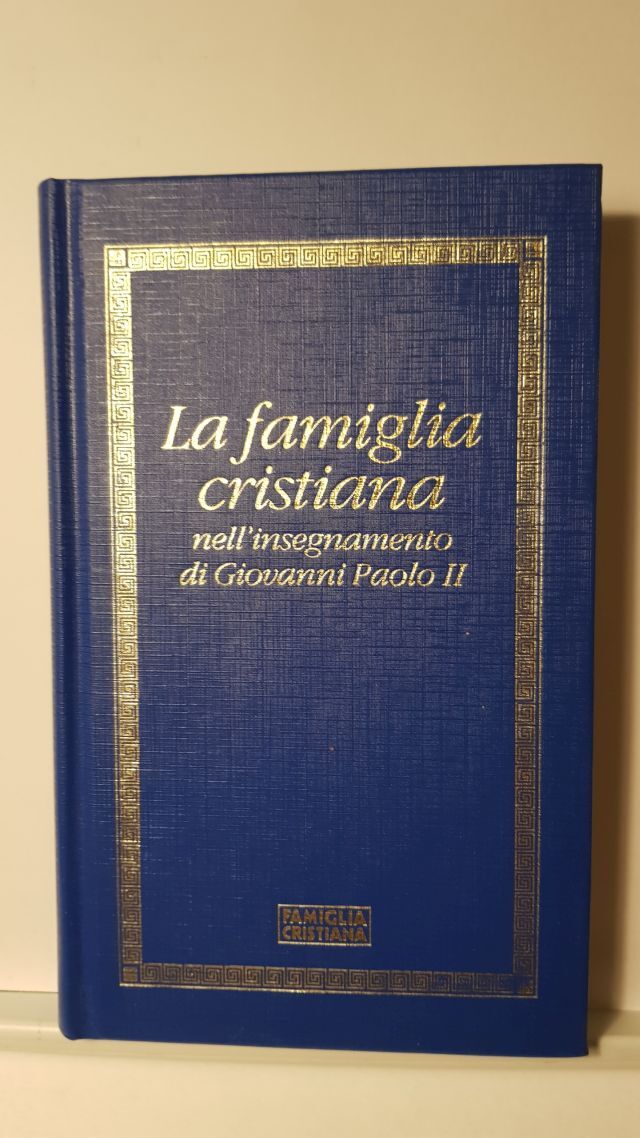 La famiglia
cristiana
nell'insegnamento
di Giovanni Paolo II
FAMIGLIA
CRISTIANA